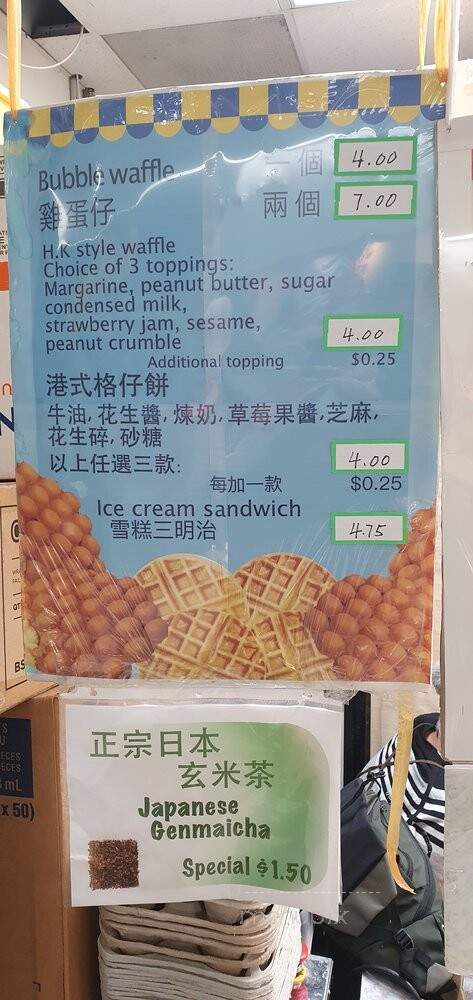 Bubble waffle 一個 4.00
雞蛋仔 兩個 7.00
H.K style waffle
Choice of 3 toppings:
Margarine, peanut butter, sugar
condensed milk,
strawberry jam, sesame,
peanut crumble 4.00
Additional topping $0.25
港式格仔餅
牛油,花生醬,煉奶,草莓果醬,芝麻,
花生碎,砂糖
以上任選三款: 4.00
每加一款 $0.25
Ice cream sandwich
雪糕三明治 4.75
正宗日本
玄米茶
Japanese
Genmaicha
Special $1.50
mL
x 50)